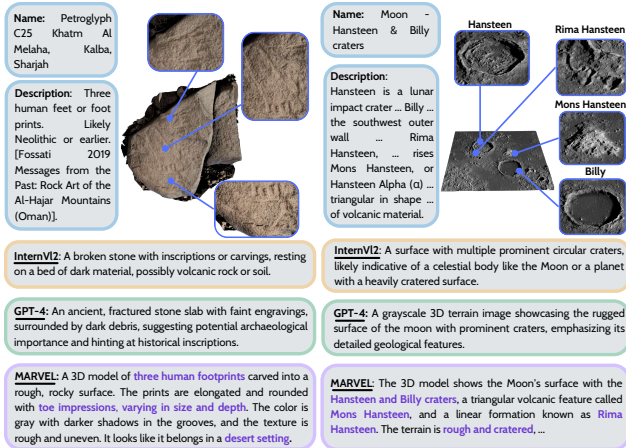 Name: Petroglyph
C25 Khatm Al
Melaha, Kalba,
Sharjah
Description: Three
human feet or foot
prints. Likely
Neolithic or earlier.
[Fossati 2019
Messages from the
Past: Rock Art of the
Al-Hajar Mountains
(Oman)].
InternVl2: A broken stone with inscriptions or carvings, resting
on a bed of dark material, possibly volcanic rock or soil.
GPT-4: An ancient, fractured stone slab with faint engravings,
surrounded by dark debris, suggesting potential archaeological
importance and hinting at historical inscriptions.
MARVEL: A 3D model of three human footprints carved into a
rough, rocky surface. The prints are elongated and rounded
with toe impressions, varying in size and depth. The color is
gray with darker shadows in the grooves, and the texture is
rough and uneven. It looks like it belongs in a desert setting.
Name: Moon -
Hansteen & Billy
craters
Description:
Hansteen is a lunar
impact crater ... Billy ...
the southwest outer
wall ... Rima
Hansteen, ... rises
Mons Hansteen, or
Hansteen Alpha (α) ...
triangular in shape ...
of volcanic material.
Hansteen
Rima Hansteen
Mons Hansteen
Billy
InternVl2: A surface with multiple prominent circular craters,
likely indicative of a celestial body like the Moon or a planet
with a heavily cratered surface.
GPT-4: A grayscale 3D terrain image showcasing the rugged
surface of the moon with prominent craters, emphasizing its
detailed geological features.
MARVEL: The 3D model shows the Moon's surface with the
Hansteen and Billy craters, a triangular volcanic feature called
Mons Hansteen, and a linear formation known as Rima
Hansteen. The terrain is rough and cratered, ...